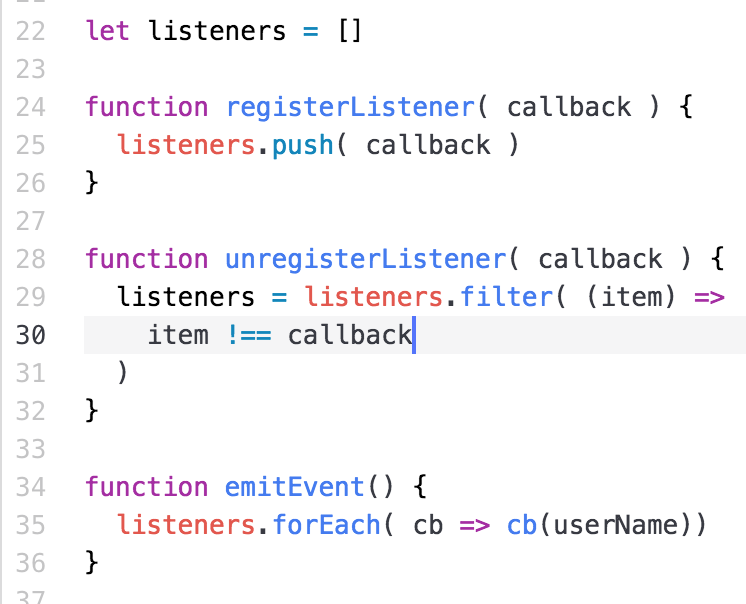 22 let listeners = []
23
24 function registerListener( callback ) {
25   listeners.push( callback )
26 }
27
28 function unregisterListener( callback ) {
29   listeners = listeners.filter( (item) =>
30     item !== callback
31   )
32 }
33
34 function emitEvent() {
35   listeners.forEach( cb => cb(userName))
36 }
37